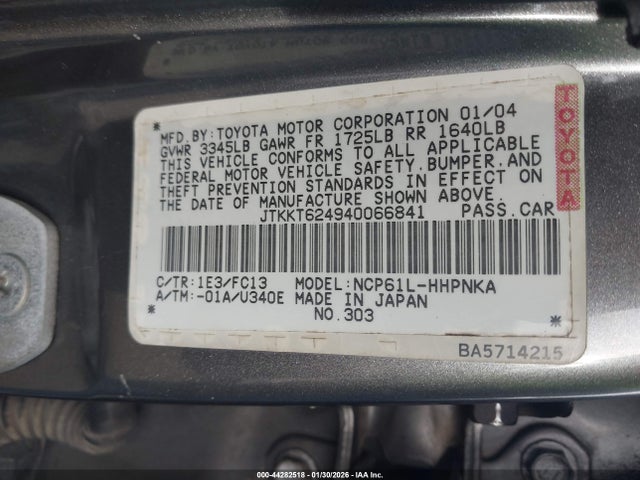 MFD.BY:TOYOTA MOTOR CORPORATION 01/04
GVWR 3345LB GAWR FR 1725LB RR 1640LB
THIS VEHICLE CONFORMS TO ALL APPLICABLE
FEDERAL MOTOR VEHICLE SAFETY,BUMPER,AND
THEFT PREVENTION STANDARDS IN EFFECT ON
THE DATE OF MANUFACTURE SHOWN ABOVE.
JTKKT624940066841 PASS.CAR
TOYOTA
C/TR:1E3/FC13 MODEL:NCP61L-HHPNKA
A/TM:-01A/U340E MADE IN JAPAN
NO.303
BA5714215
000-44282518 - 01/30/2026 - IAA Inc.